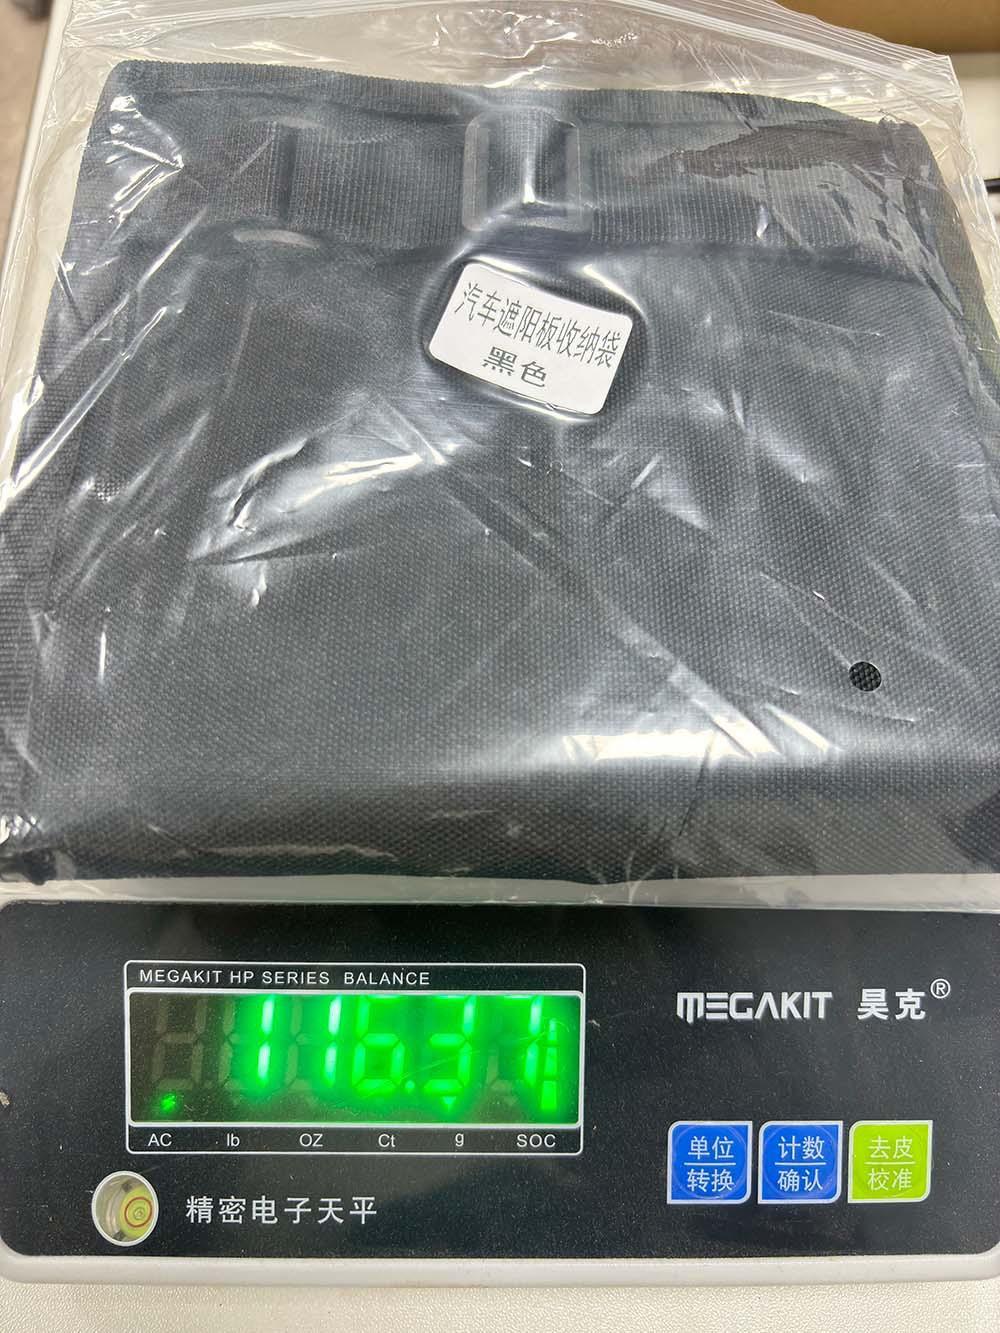 汽车遮阳板收纳袋
黑色
MEGAKIT HP SERIES BALANCE
MEGAKIT 昊克®
AC lb OZ Ct g SOC
单位
转换
计数
确认
去皮
校准
精密电子天平